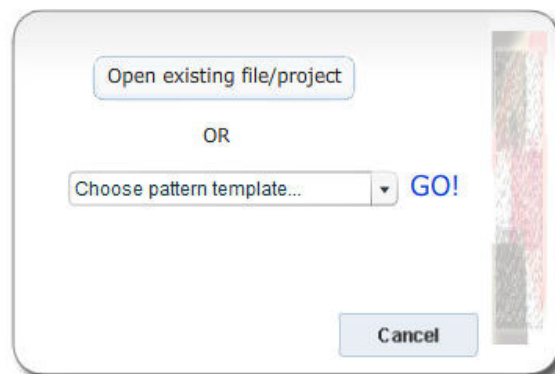 Open existing file/project
OR
Choose pattern template... GO!
Cancel